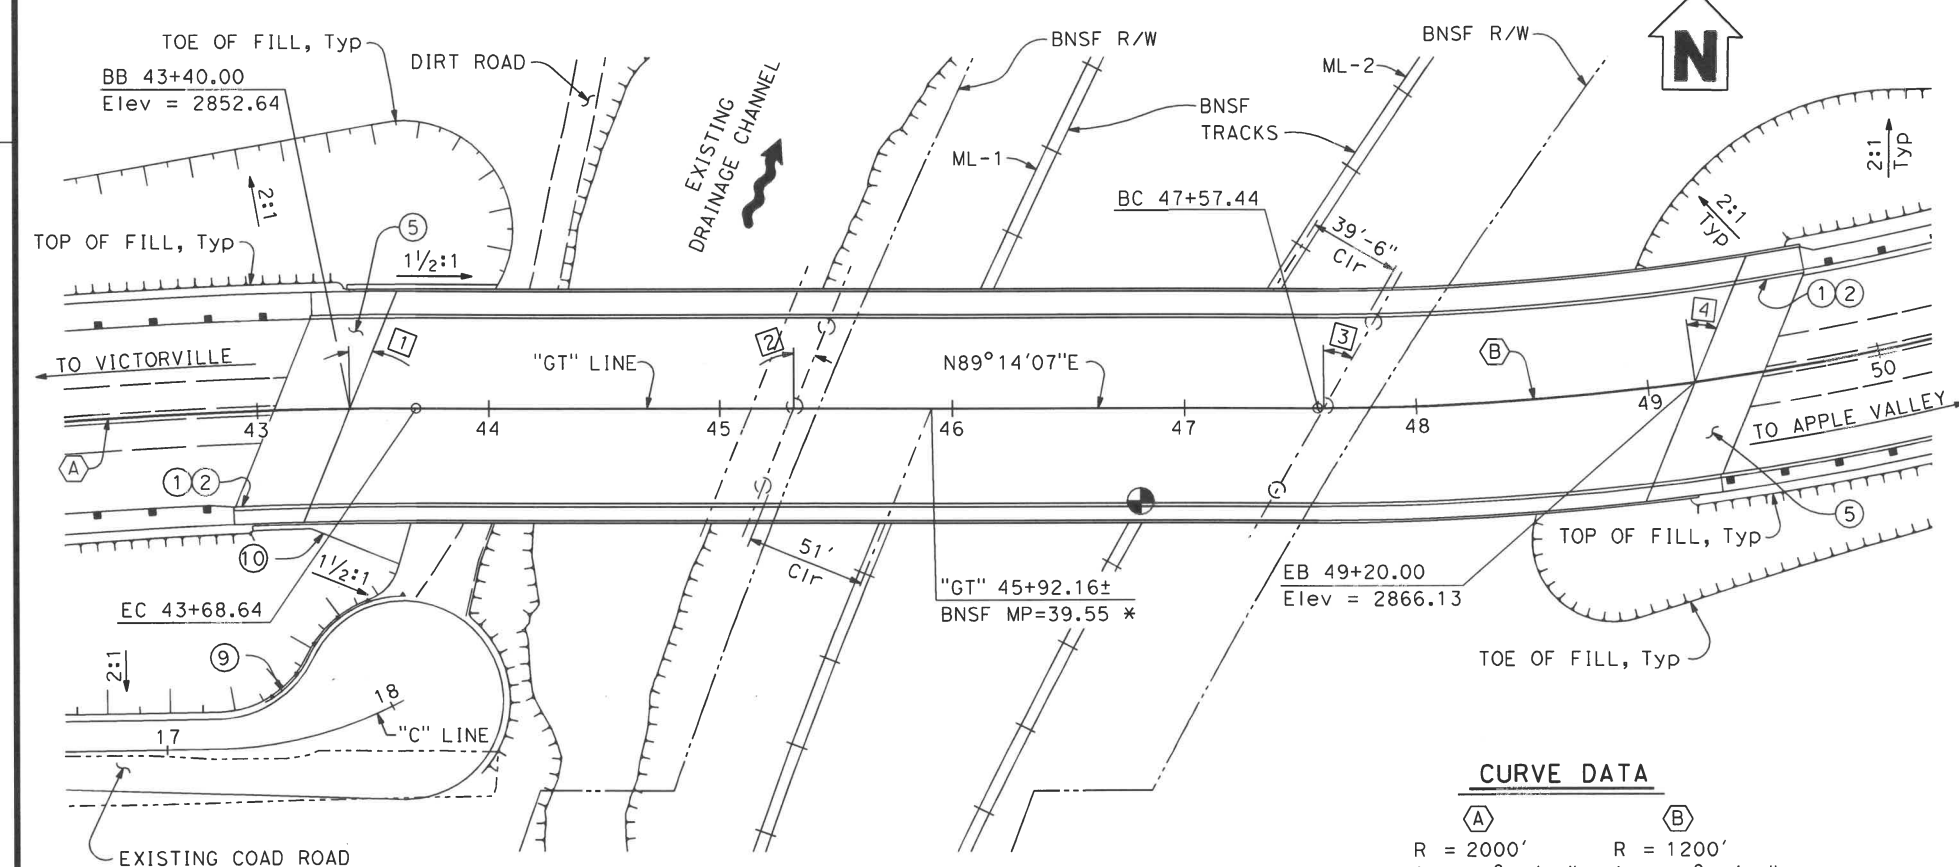 TOE OF FILL, Typ
BB 43+40.00
Elev = 2852.64
DIRT ROAD
EXISTING
DRAINAGE CHANNEL
BNSF R/W
BNSF
TRACKS
ML-1
ML-2
BNSF R/W
N
2:1
Typ
2:1
Typ
2:1
TOP OF FILL, Typ
5
1½:1
BC 47+57.44
39'-6"
Clr
1 2
TO VICTORVILLE
1
2
3
4
"GT" LINE
N89°14'07"E
B
50
43
44
45
46
47
48
49
TO APPLE VALLEY
A
1 2
10
1½:1
51'
Clr
5
TOP OF FILL, Typ
EC 43+68.64
"GT" 45+92.16±
BNSF MP=39.55 *
EB 49+20.00
Elev = 2866.13
2:1
9
18
"C" LINE
17
TOE OF FILL, Typ
EXISTING COAD ROAD
CURVE DATA
A B
R = 2000' R = 1200'